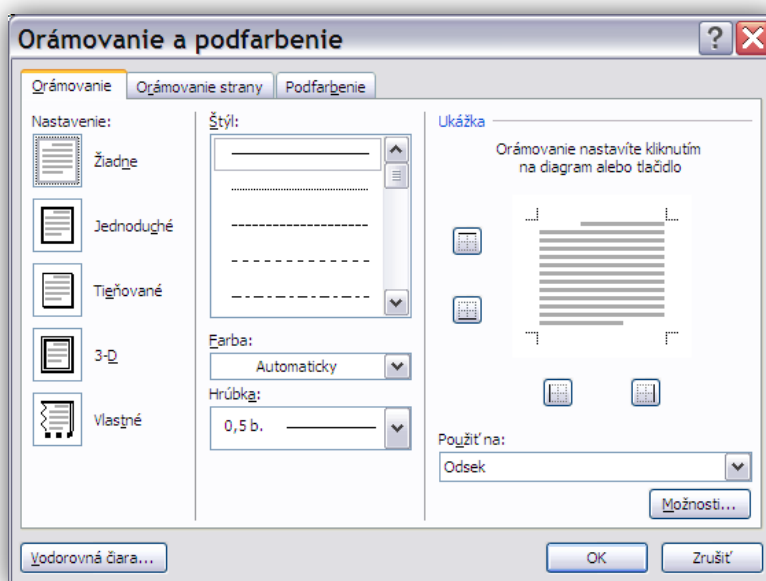 Orámovanie a podfarbenie
Orámovanie
Orámovanie strany
Podfarbenie
Nastavenie:
Žiadne
Jednoduché
Tieňované
3-D
Vlastné
Štýl:
Farba:
Automaticky
Hrúbka:
0,5 b.
Ukážka
Orámovanie nastavíte kliknutím
na diagram alebo tlačidlo
Použiť na:
Odsek
Možnosti...
Vodorovná čiara...
OK
Zrušiť